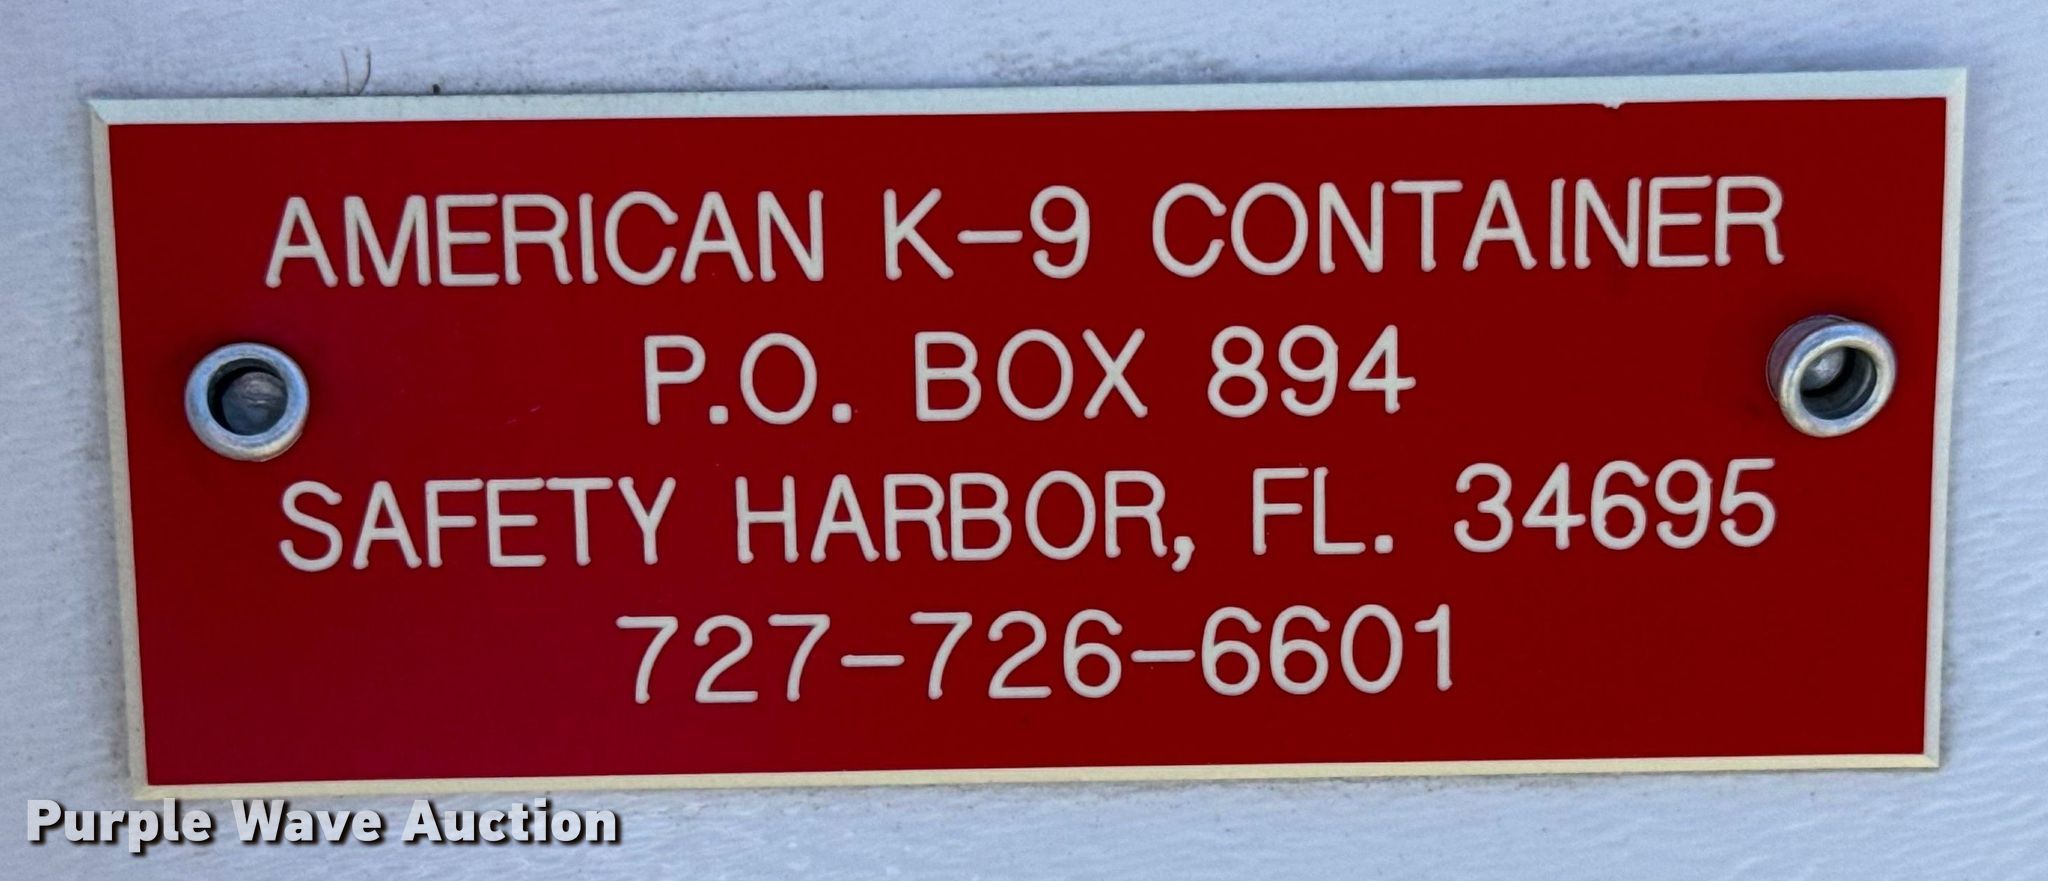 AMERICAN K-9 CONTAINER
P.O. BOX 894
SAFETY HARBOR, FL. 34695
727-726-6601
Purple Wave Auction